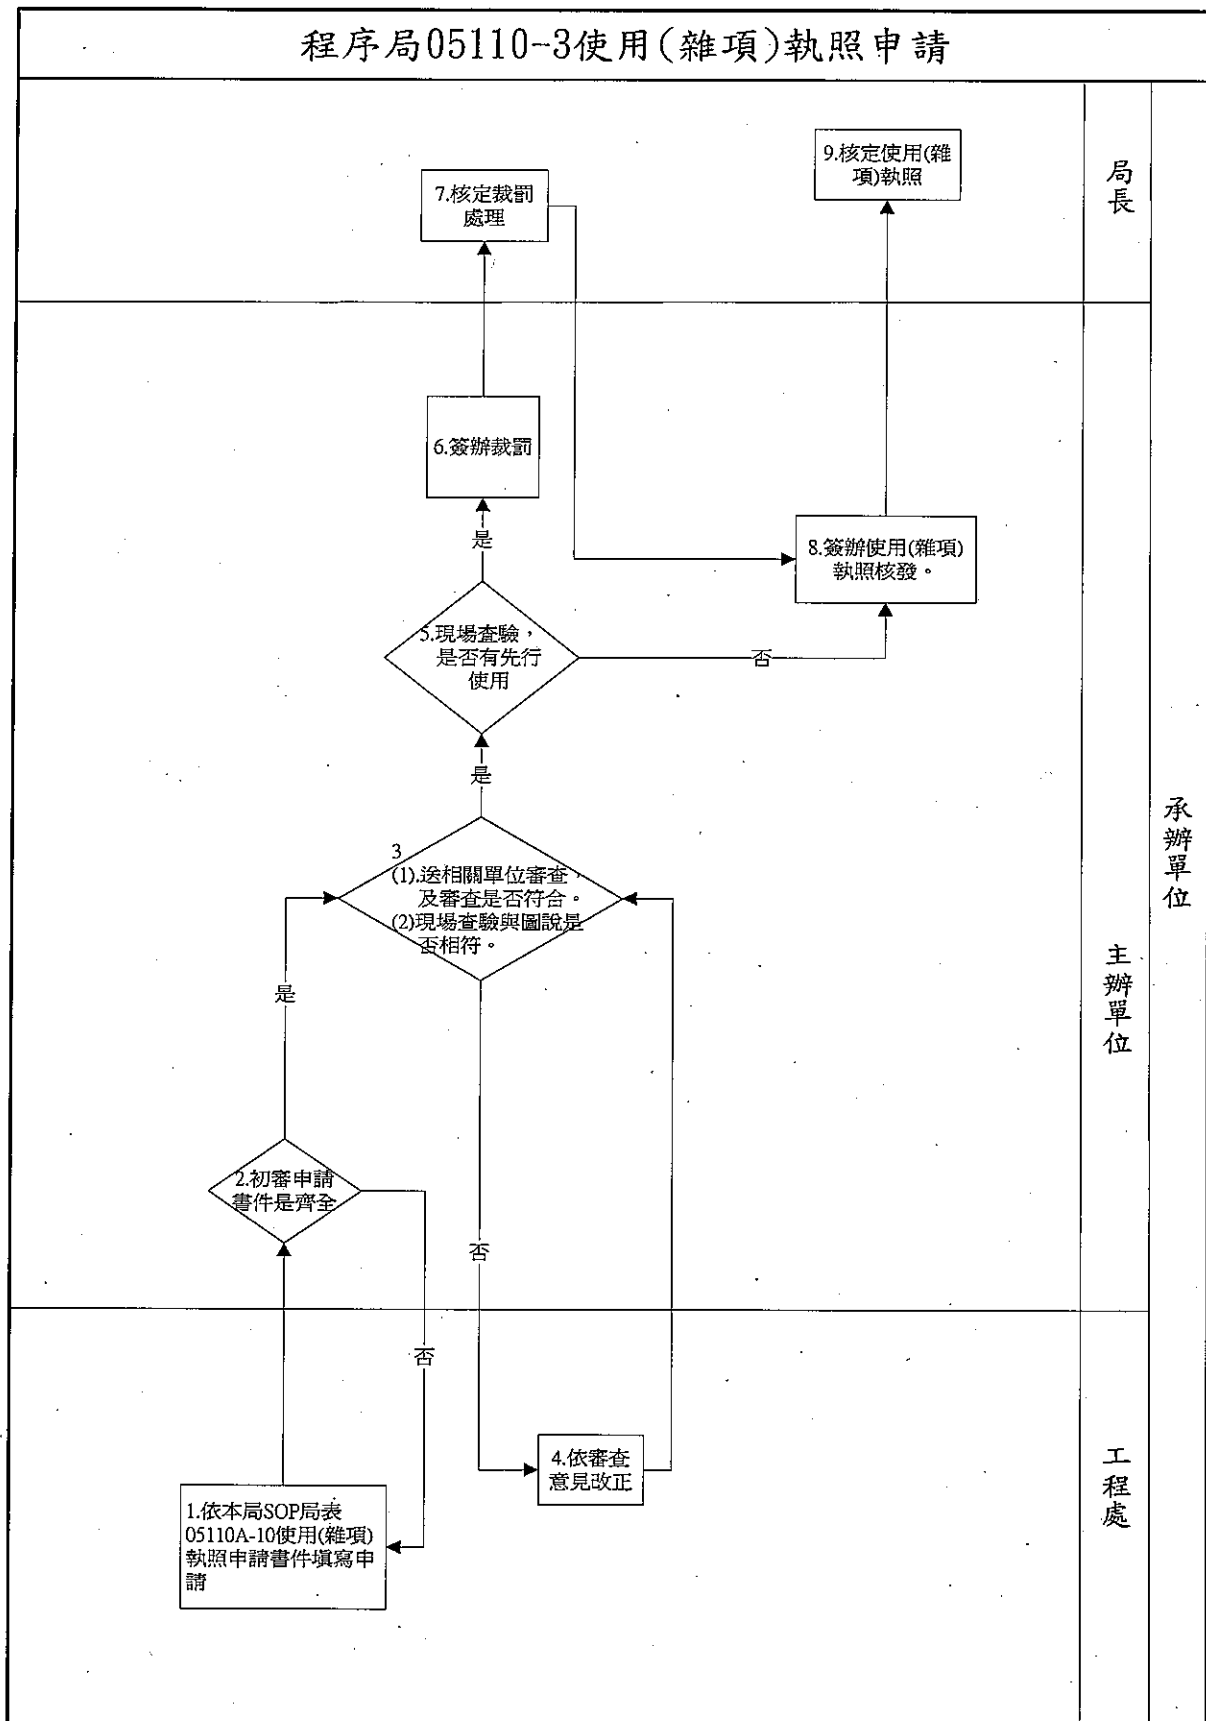 程序局05110-3使用(雜項)執照申請
9.核定使用(雜
項)執照
7.核定裁罰
處理
局長
6.簽辦裁罰
是
8.簽辦使用(雜項)
執照核發。
5.現場查驗,
是否有先行
使用
否
是
3
(1).送相關單位審查,
及審查是否符合。
(2)現場查驗與圖說是
否相符。
承辦單位
主辦單位
是
2.初審申請
書件是齊全
否
否
4.依審查
意見改正
工程處
1.依本局SOP局表
05110A-10使用(雜項)
執照申請書件填寫申
請